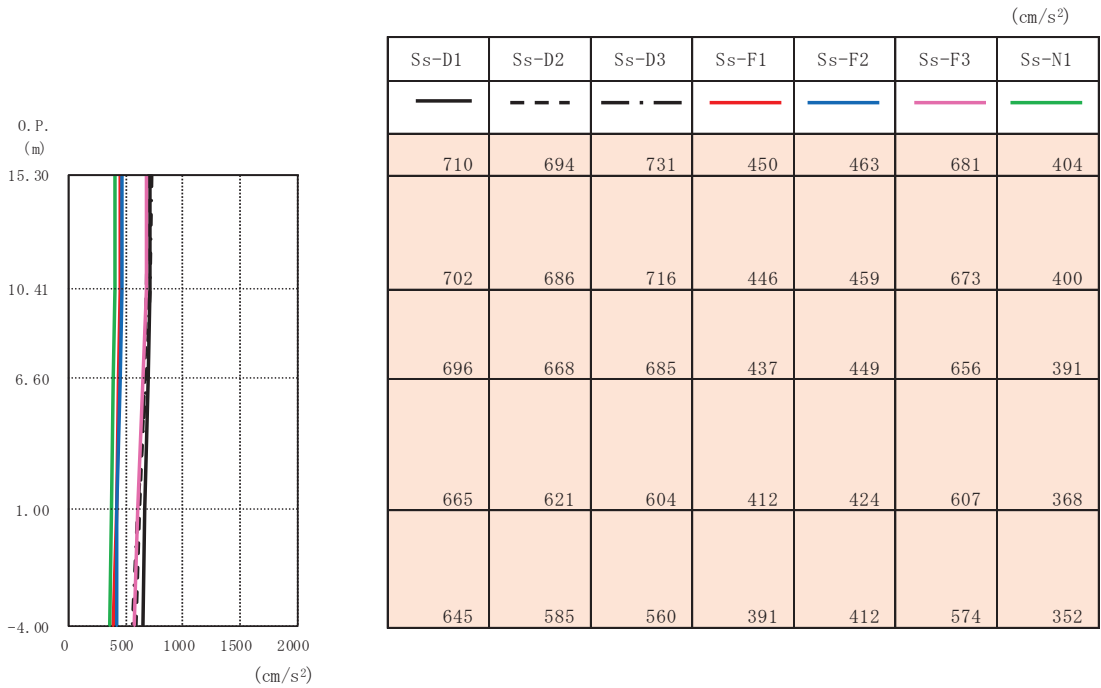 (cm/s²)
Ss-D1 Ss-D2 Ss-D3 Ss-F1 Ss-F2 Ss-F3 Ss-N1
O.P.
(m)
710 694 731 450 463 681 404
15.30
702 686 716 446 459 673 400
10.41
696 668 685 437 449 656 391
6.60
665 621 604 412 424 607 368
1.00
645 585 560 391 412 574 352
-4.00
0 500 1000 1500 2000
(cm/s²)